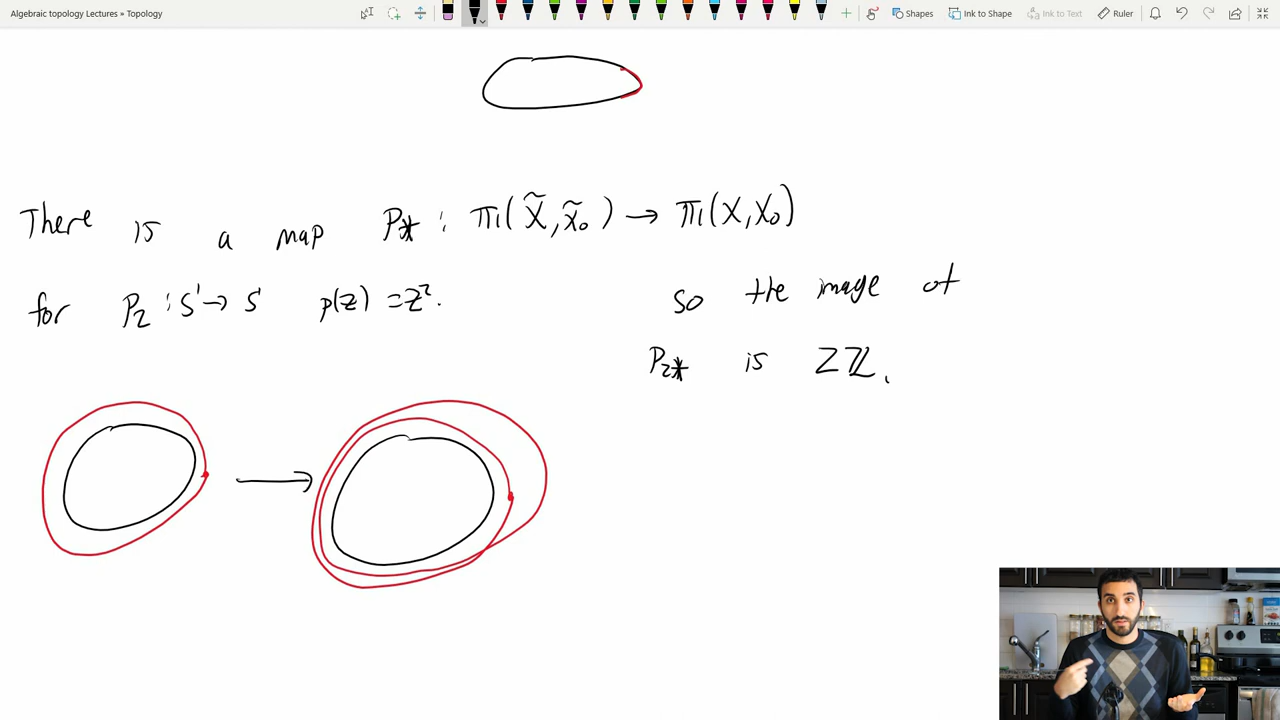 Algebraic topology Lectures » Topology
Shapes Ink to Shape Ink to Text Ruler
There is a map P* : π1(X̃, x̃₀) → π1(X, X₀)
for P₂ : S¹ → S¹ p(z) = z².
So the image of
P₂* is 2ℤ.